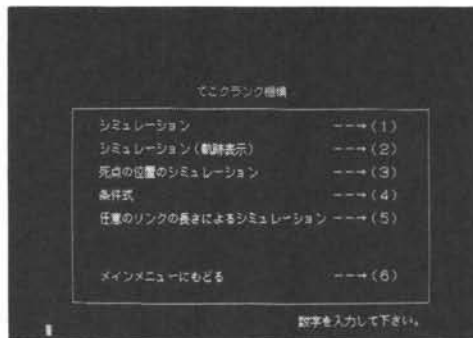 てこクランク機構
シミュレーション －－→(1)
シミュレーション(軌跡表示) －－→(2)
死点の位置のシミュレーション －－→(3)
条件式 －－→(4)
任意のリンクの長さによるシミュレーション －－→(5)
メインメニューにもどる －－→(6)
数字を入力して下さい。